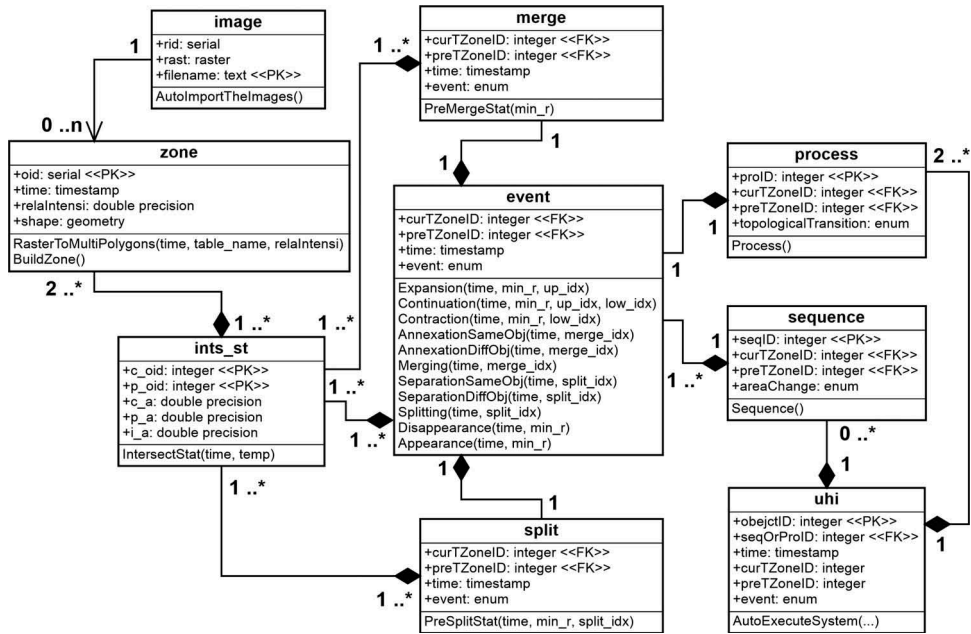 image
+rid: serial
+rast: raster
+filename: text <<PK>>
AutoImportTheImages()
1
0 ..n
zone
+oid: serial <<PK>>
+time: timestamp
+relaIntensi: double precision
+shape: geometry
RasterToMultiPolygons(time, table_name, relaIntensi)
BuildZone()
2 ..*
1 ..*
ints_st
+c_oid: integer <<PK>>
+p_oid: integer <<PK>>
+c_a: double precision
+p_a: double precision
+i_a: double precision
IntersectStat(time, temp)
1 ..*
1 ..*
1 ..*
1 ..*
1 ..*
1 ..*
merge
+curTZoneID: integer <<FK>>
+preTZoneID: integer <<FK>>
+time: timestamp
+event: enum
PreMergeStat(min_r)
1
1
event
+curTZoneID: integer <<FK>>
+preTZoneID: integer <<FK>>
+time: timestamp
+event: enum
Expansion(time, min_r, up_idx)
Continuation(time, min_r, up_idx, low_idx)
Contraction(time, min_r, low_idx)
AnnexationSameObj(time, merge_idx)
AnnexationDiffObj(time, merge_idx)
Merging(time, merge_idx)
SeparationSameObj(time, split_idx)
SeparationDiffObj(time, split_idx)
Splitting(time, split_idx)
Disappearance(time, min_r)
Appearance(time, min_r)
1
1
split
+curTZoneID: integer <<FK>>
+preTZoneID: integer <<FK>>
+time: timestamp
+event: enum
PreSplitStat(time, min_r, split_idx)
process
+proID: integer <<PK>>
+curTZoneID: integer <<FK>>
+preTZoneID: integer <<FK>>
+topologicalTransition: enum
Process()
2 ..*
1
1
sequence
+seqID: integer <<PK>>
+curTZoneID: integer <<FK>>
+preTZoneID: integer <<FK>>
+areaChange: enum
Sequence()
1
1 ..*
0 ..*
1
uhi
+obejctID: integer <<PK>>
+seqOrProID: integer <<FK>>
+time: timestamp
+curTZoneID: integer
+preTZoneID: integer
+event: enum
AutoExecuteSystem(...)
1